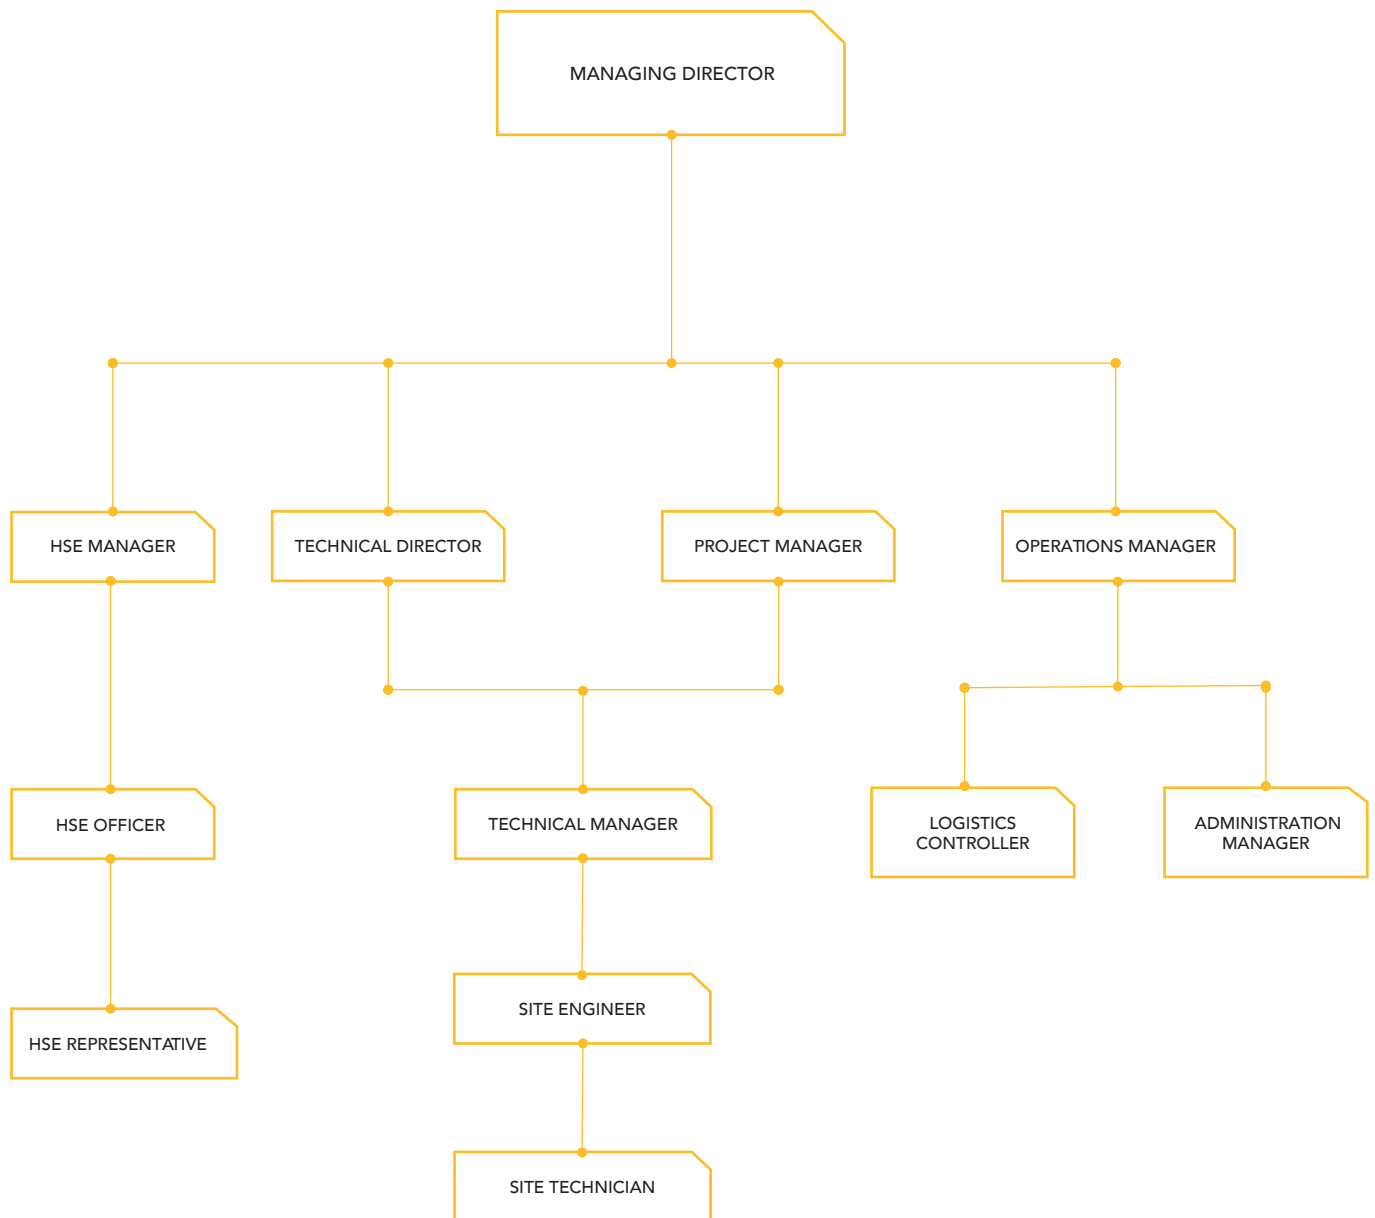 MANAGING DIRECTOR
HSE MANAGER
TECHNICAL DIRECTOR
PROJECT MANAGER
OPERATIONS MANAGER
HSE OFFICER
TECHNICAL MANAGER
LOGISTICS
CONTROLLER
ADMINISTRATION
MANAGER
SITE ENGINEER
HSE REPRESENTATIVE
SITE TECHNICIAN